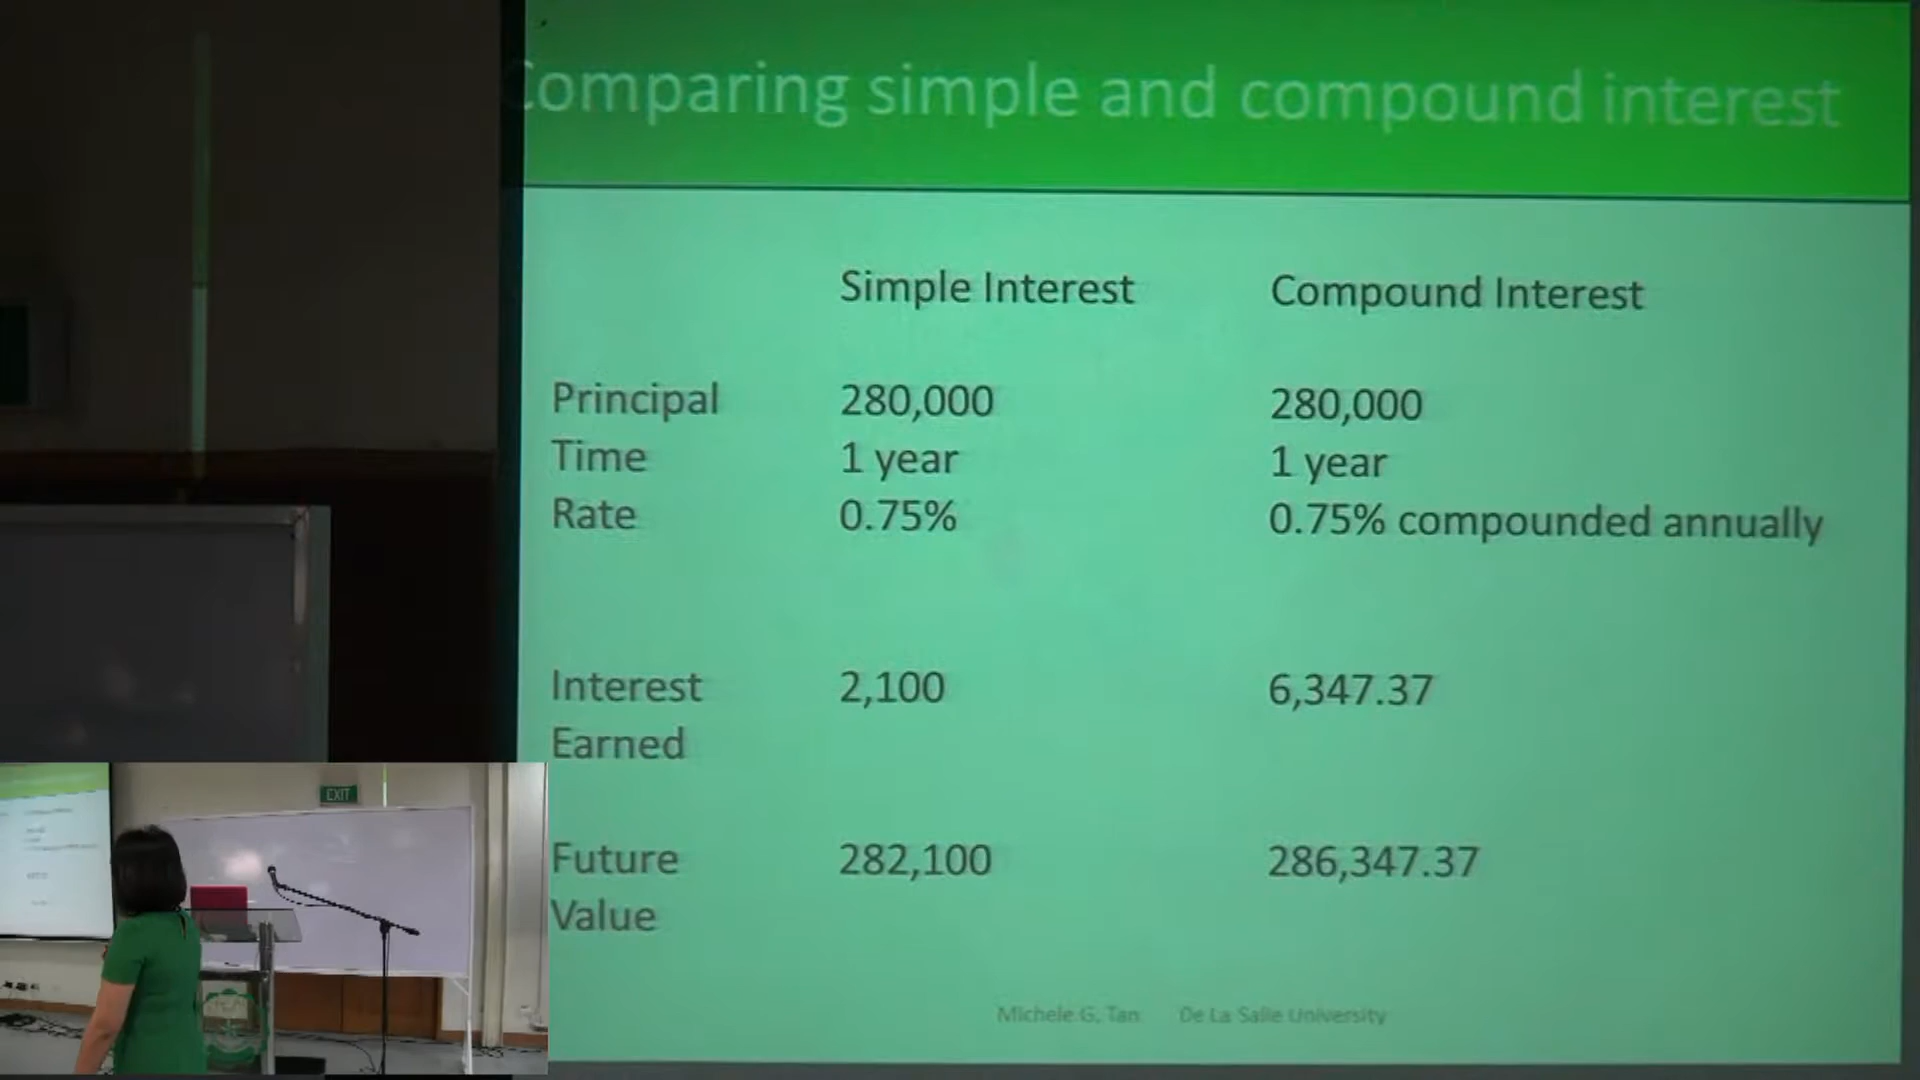 Comparing simple and compound interest
Simple Interest Compound Interest
Principal 280,000 280,000
Time 1 year 1 year
Rate 0.75% 0.75% compounded annually
Interest 2,100 6,347.37
Earned
Future 282,100 286,347.37
Value
Michele G. Tan De La Salle University
EXIT